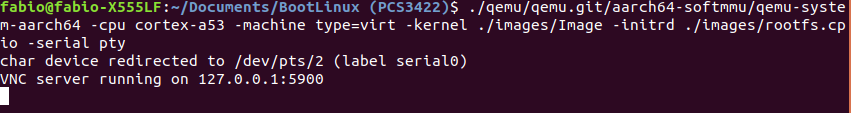 fabio@fabio-X555LF:~/Documents/BootLinux (PCS3422)$ ./qemu/qemu.git/aarch64-softmmu/qemu-syste
m-aarch64 -cpu cortex-a53 -machine type=virt -kernel ./images/Image -initrd ./images/rootfs.cp
io -serial pty
char device redirected to /dev/pts/2 (label serial0)
VNC server running on 127.0.0.1:5900